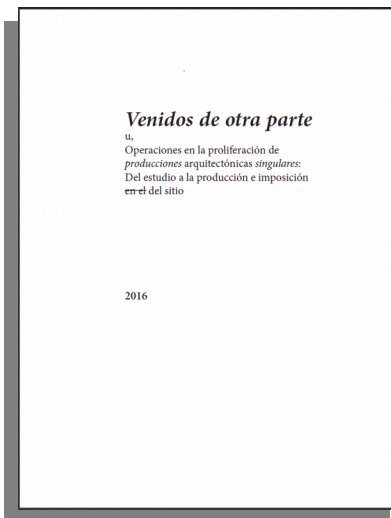 Venidos de otra parte
u,
Operaciones en la proliferación de
producciones arquitectónicas singulares:
Del estudio a la producción e imposición
en el del sitio
2016